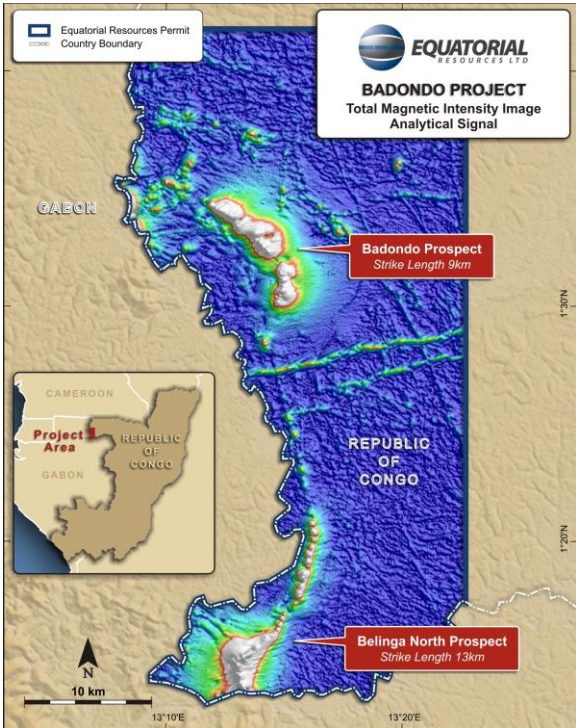 Equatorial Resources Permit
Country Boundary
EQUATORIAL
RESOURCES LTD
BADONDO PROJECT
Total Magnetic Intensity Image
Analytical Signal
GABON
Badondo Prospect
Strike Length 9km
1°30'N
CAMEROON
Project
Area
REPUBLIC
OF
CONGO
GABON
REPUBLIC
OF
CONGO
1°20'N
Belinga North Prospect
Strike Length 13km
N
10 km
13°10'E
13°20'E